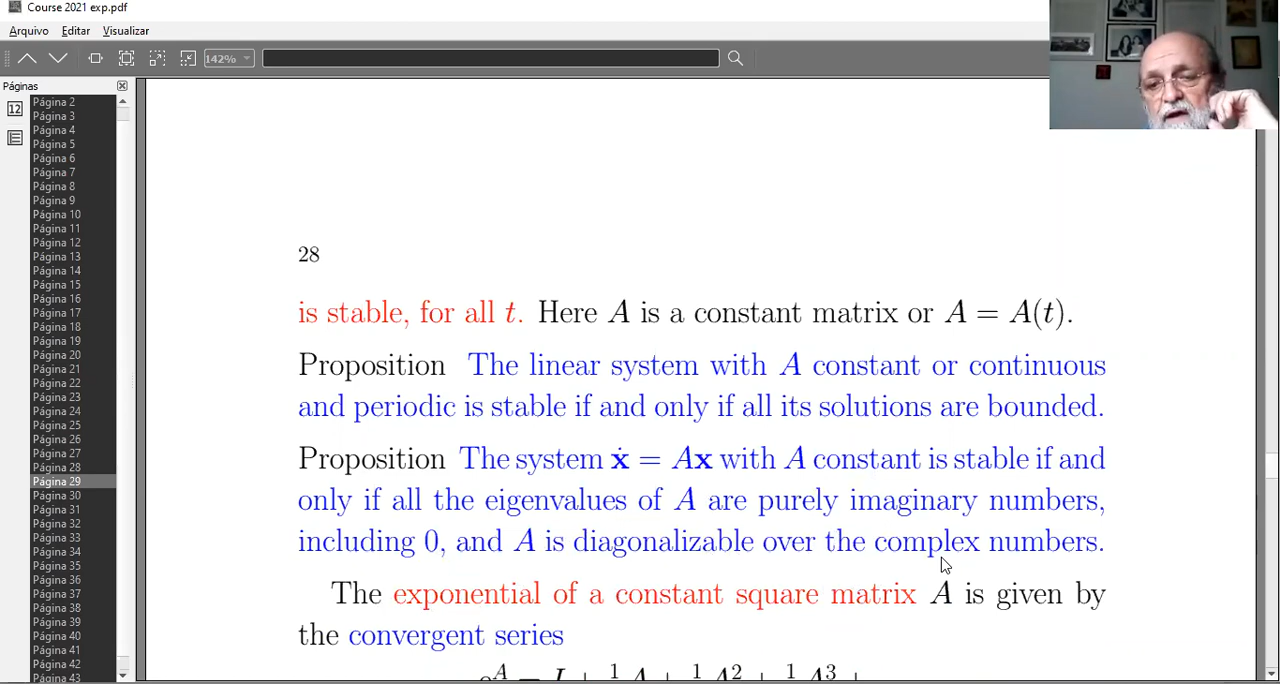 Course 2021 exp.pdf
Arquivo Editar Visualizar
142%
Páginas
12
Página 2
Página 3
Página 4
Página 5
Página 6
Página 7
Página 8
Página 9
Página 10
Página 11
Página 12
Página 13
Página 14
Página 15
Página 16
Página 17
Página 18
Página 19
Página 20
Página 21
Página 22
Página 23
Página 24
Página 25
Página 26
Página 27
Página 28
Página 29
Página 30
Página 31
Página 32
Página 33
Página 34
Página 35
Página 36
Página 37
Página 38
Página 39
Página 40
Página 41
Página 42
Página 43
28
is stable, for all t. Here A is a constant matrix or A = A(t).
Proposition The linear system with A constant or continuous
and periodic is stable if and only if all its solutions are bounded.
Proposition The system ẋ = Ax with A constant is stable if and
only if all the eigenvalues of A are purely imaginary numbers,
including 0, and A is diagonalizable over the complex numbers.
The exponential of a constant square matrix A is given by
the convergent series